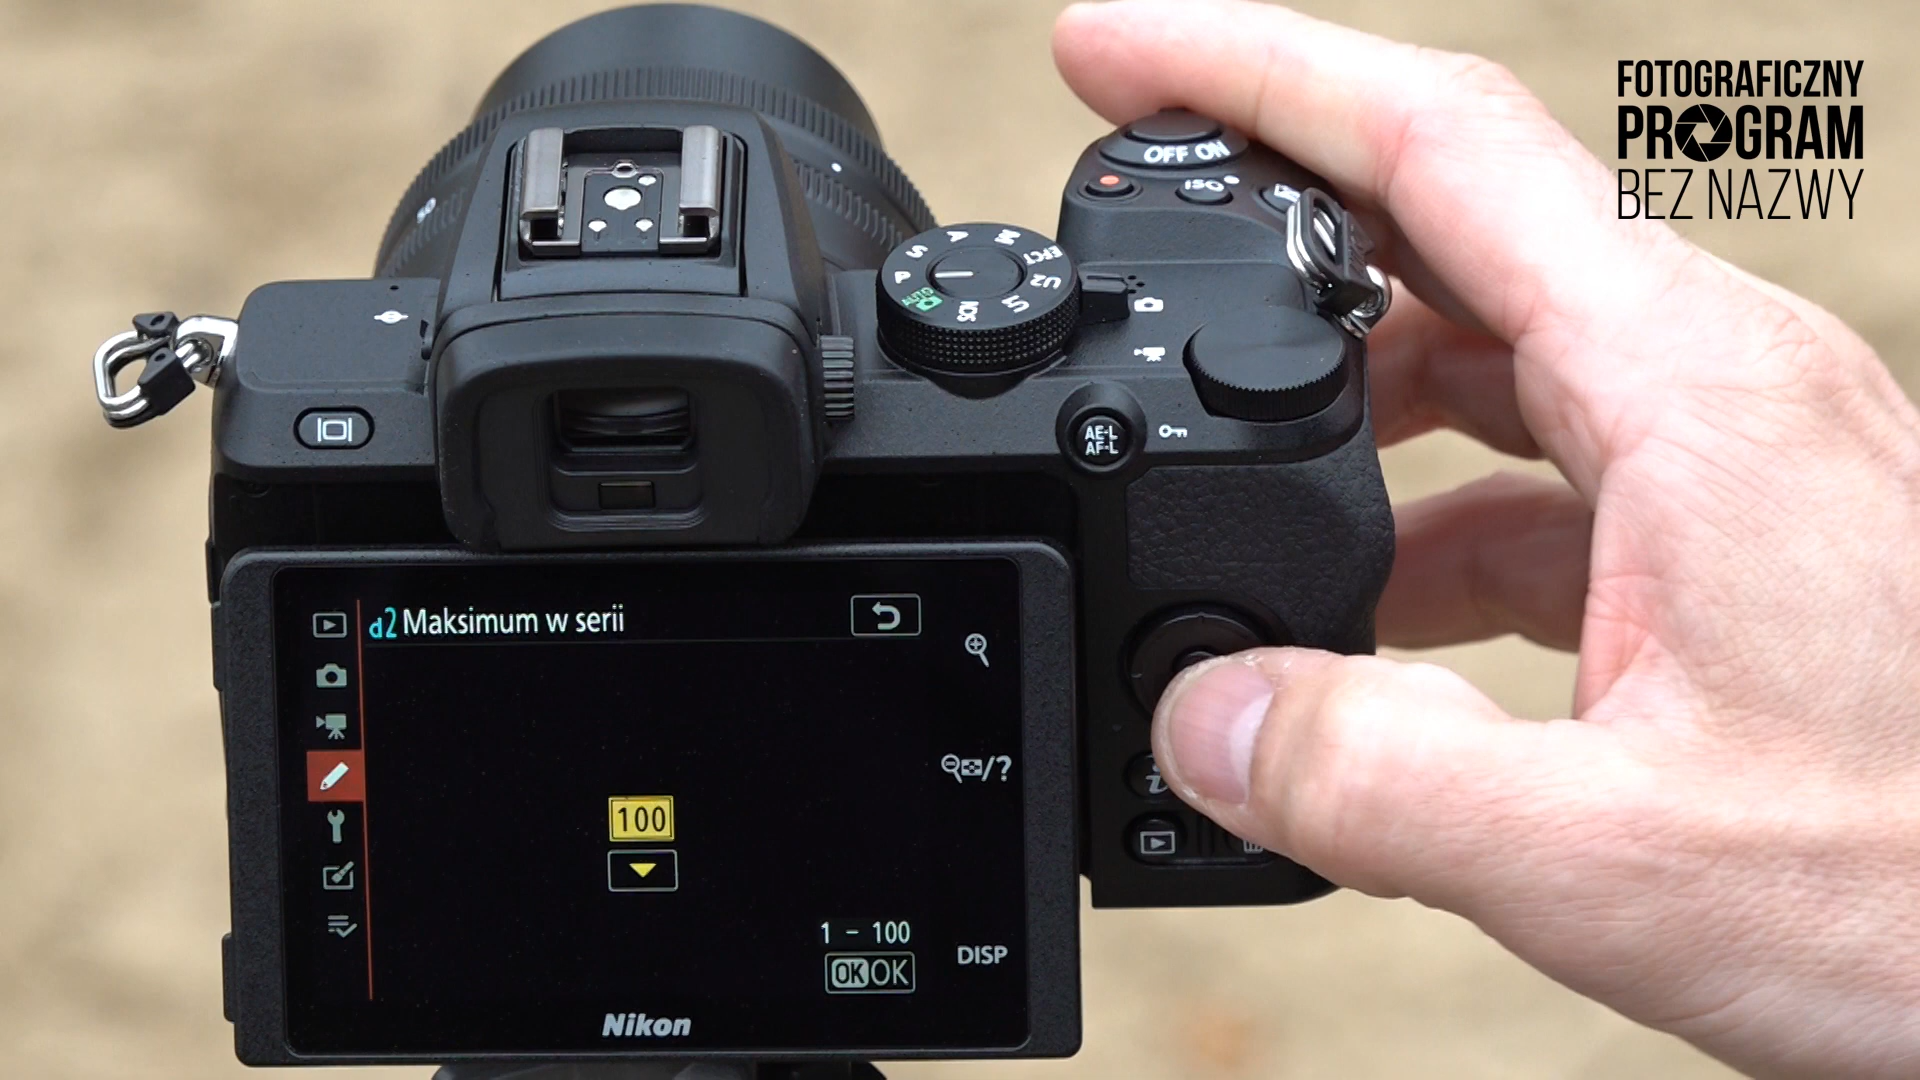 FOTOGRAFICZNY
PROGRAM
BEZ NAZWY
OFF ON
ISO
50
M
A
S
P
AUTO
EFCT
U2
U1
SCN
AE-L
AF-L
d2 Maksimum w serii
/?
100
1 - 100
OK OK
DISP
i
Nikon